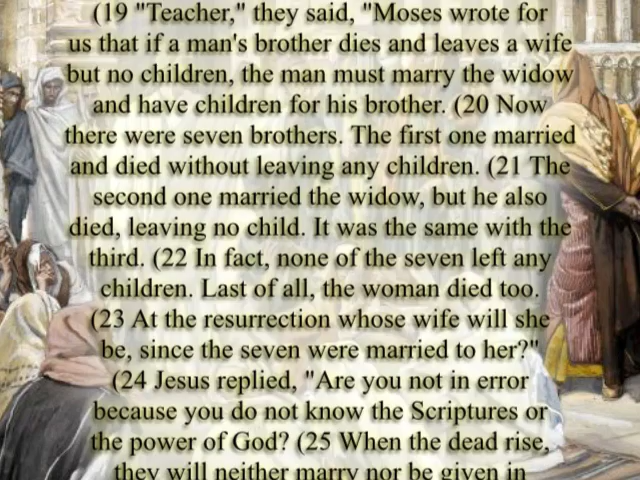 (19 "Teacher," they said, "Moses wrote for
us that if a man's brother dies and leaves a wife
but no children, the man must marry the widow
and have children for his brother. (20 Now
there were seven brothers. The first one married
and died without leaving any children. (21 The
second one married the widow, but he also
died, leaving no child. It was the same with the
third. (22 In fact, none of the seven left any
children. Last of all, the woman died too.
(23 At the resurrection whose wife will she
be, since the seven were married to her?"
(24 Jesus replied, "Are you not in error
because you do not know the Scriptures or
the power of God? (25 When the dead rise,
they will neither marry nor be given in